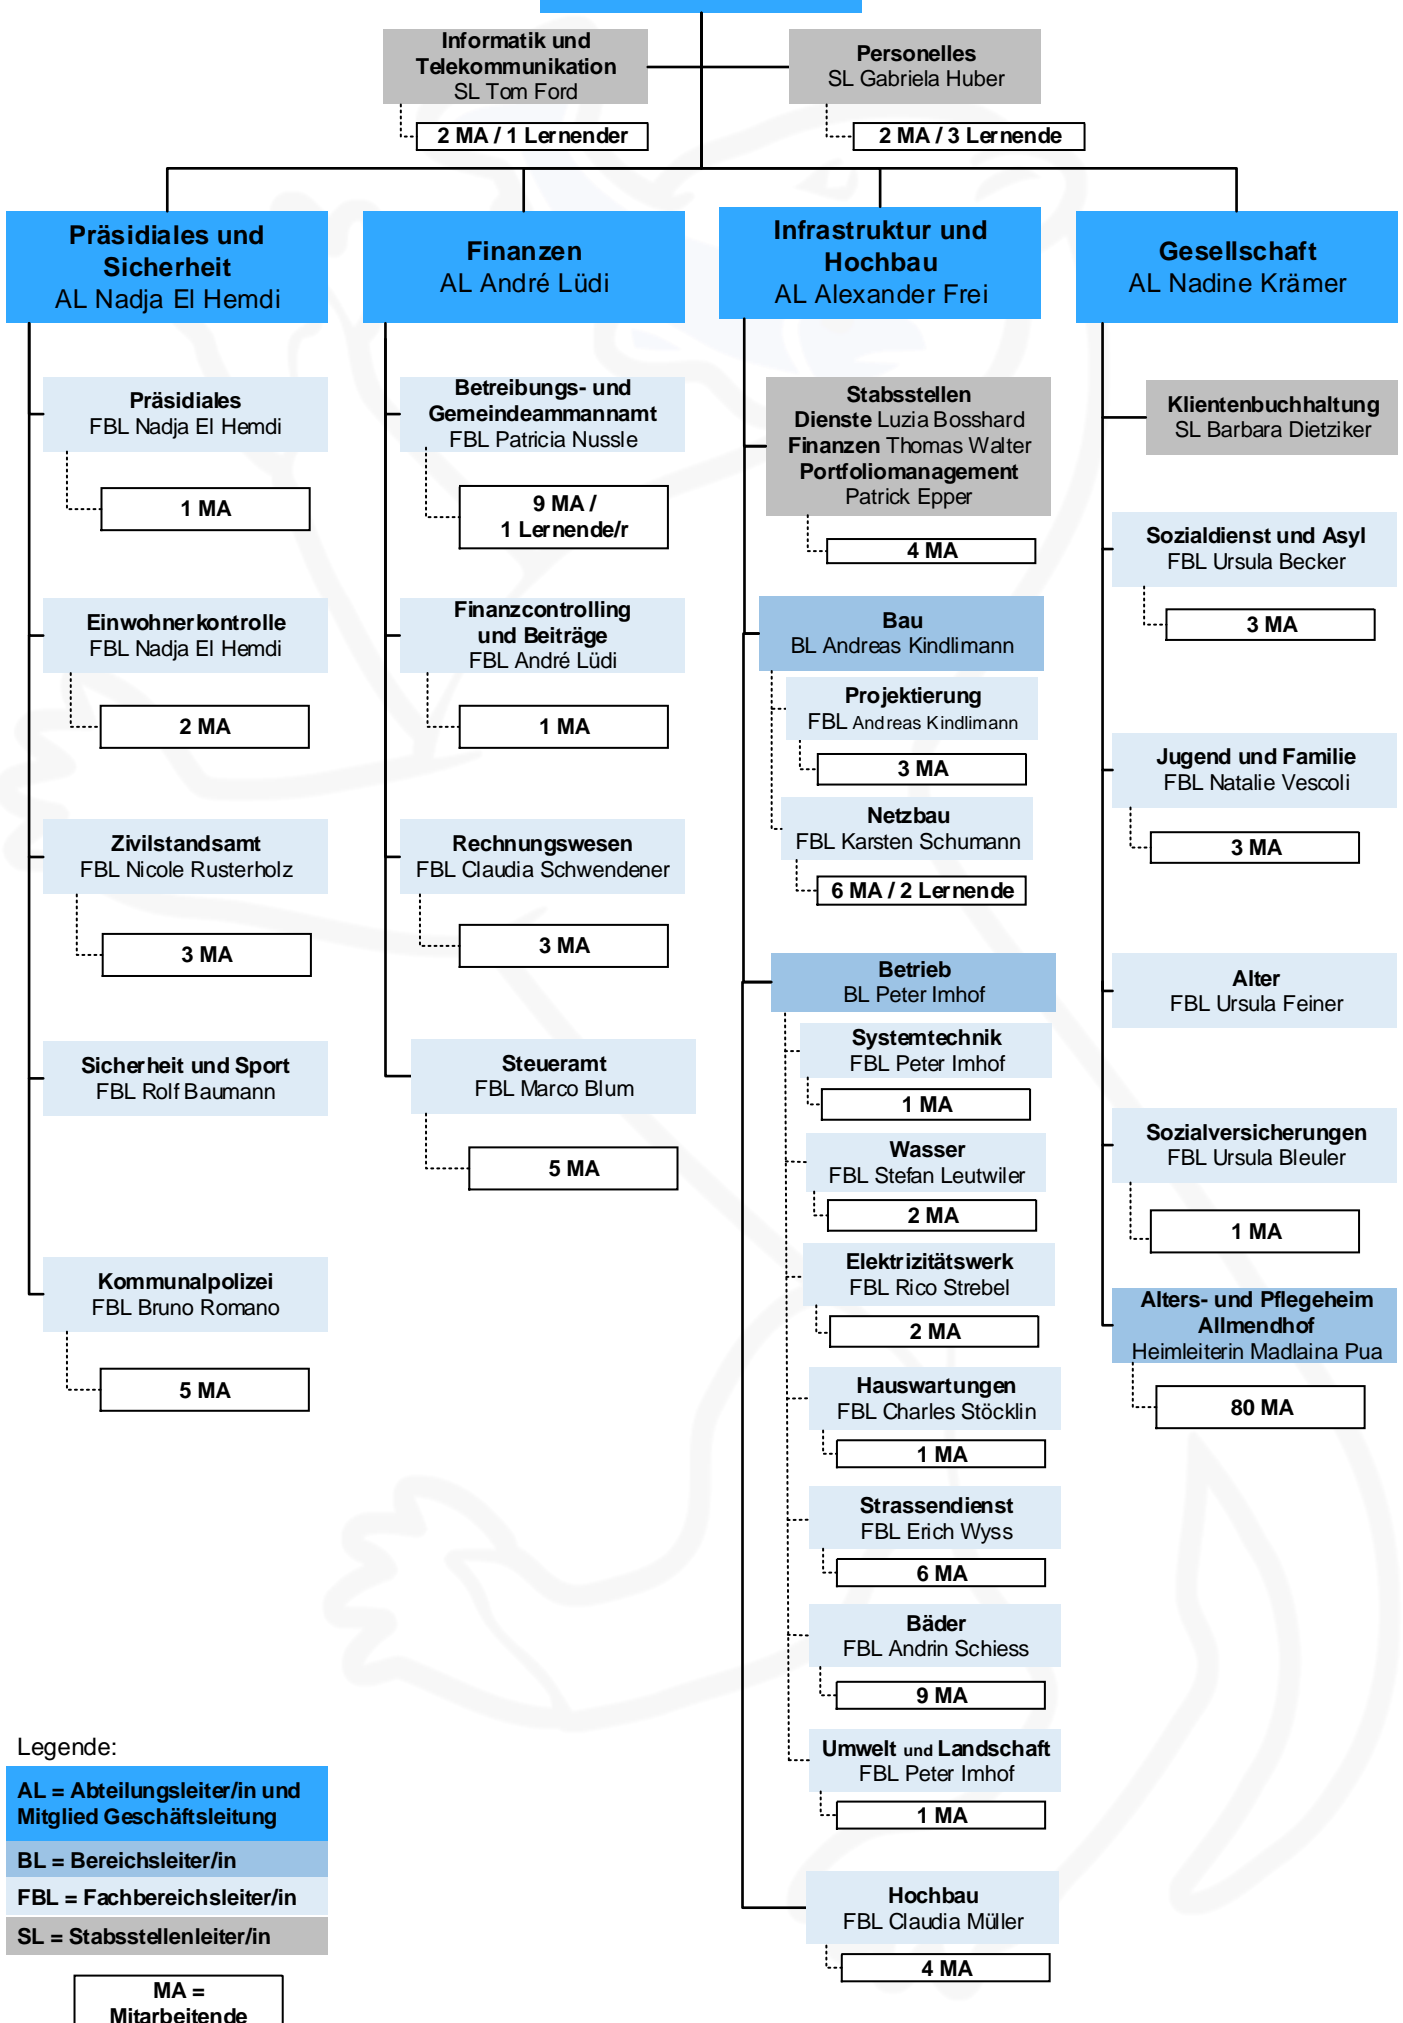 Informatik und
Telekommunikation
SL Tom Ford
2 MA / 1 Lernender
Personelles
SL Gabriela Huber
2 MA / 3 Lernende
Präsidiales und
Sicherheit
AL Nadja El Hemdi
Präsidiales
FBL Nadja El Hemdi
1 MA
Einwohnerkontrolle
FBL Nadja El Hemdi
2 MA
Zivilstandsamt
FBL Nicole Rusterholz
3 MA
Sicherheit und Sport
FBL Rolf Baumann
Kommunalpolizei
FBL Bruno Romano
5 MA
Finanzen
AL André Lüdi
Betreibungs- und
Gemeindeammannamt
FBL Patricia Nussle
9 MA /
1 Lernende/r
Finanzcontrolling
und Beiträge
FBL André Lüdi
1 MA
Rechnungswesen
FBL Claudia Schwendener
3 MA
Steueramt
FBL Marco Blum
5 MA
Infrastruktur und
Hochbau
AL Alexander Frei
Stabsstellen
Dienste Luzia Bosshard
Finanzen Thomas Walter
Portfoliomanagement
Patrick Epper
4 MA
Bau
BL Andreas Kindlimann
Projektierung
FBL Andreas Kindlimann
3 MA
Netzbau
FBL Karsten Schumann
6 MA / 2 Lernende
Betrieb
BL Peter Imhof
Systemtechnik
FBL Peter Imhof
1 MA
Wasser
FBL Stefan Leutwiler
2 MA
Elektrizitätswerk
FBL Rico Strebel
2 MA
Hauswartungen
FBL Charles Stöcklin
1 MA
Strassendienst
FBL Erich Wyss
6 MA
Bäder
FBL Andrin Schiess
9 MA
Umwelt und Landschaft
FBL Peter Imhof
1 MA
Hochbau
FBL Claudia Müller
4 MA
Gesellschaft
AL Nadine Krämer
Klientenbuchhaltung
SL Barbara Dietziker
Sozialdienst und Asyl
FBL Ursula Becker
3 MA
Jugend und Familie
FBL Natalie Vescoli
3 MA
Alter
FBL Ursula Feiner
Sozialversicherungen
FBL Ursula Bleuler
1 MA
Alters- und Pflegeheim
Allmendhof
Heimleiterin Madlaina Pua
80 MA
Legende:
AL = Abteilungsleiter/in und
Mitglied Geschäftsleitung
BL = Bereichsleiter/in
FBL = Fachbereichsleiter/in
SL = Stabsstellenleiter/in
MA =
Mitarbeitende